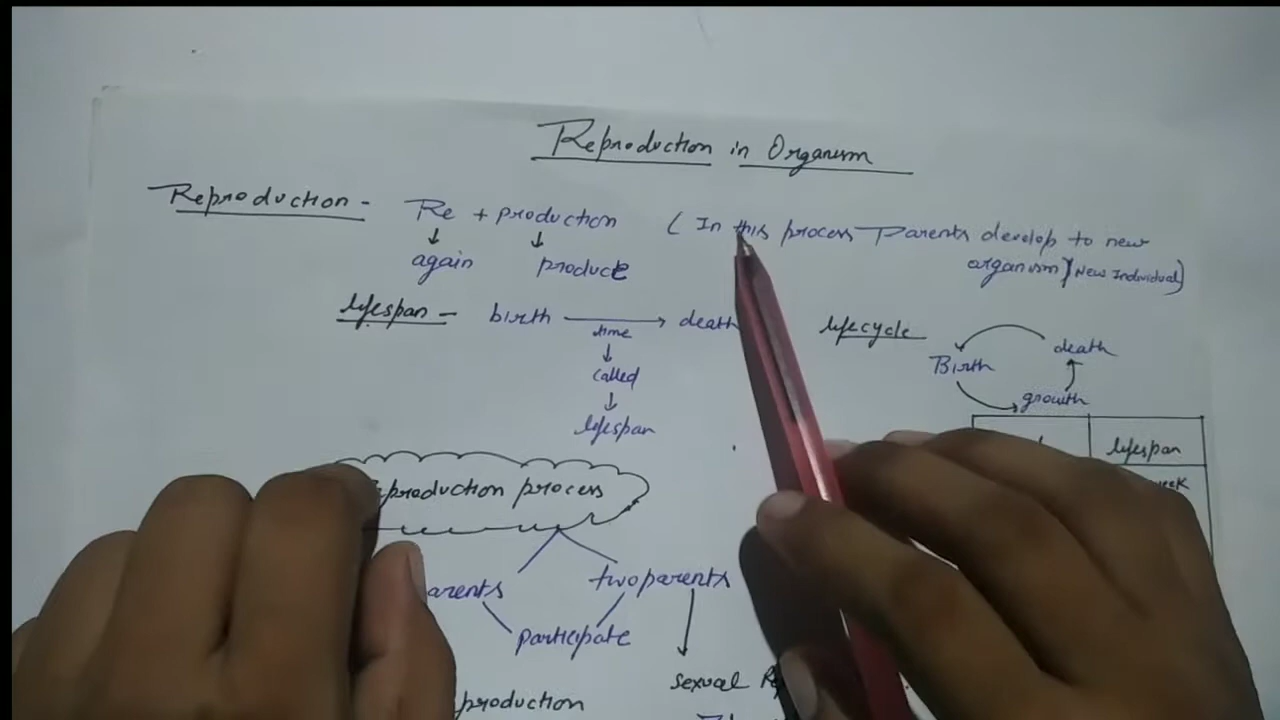 Reproduction in Organism
Reproduction - Re + production ( In this process Parents develop to new
again produce organism) (New Individual)
lifespan - birth time death
called
lifespan
lifecycle
Birth death
growth
lifespan
production process
arents two parents
participate
production sexual